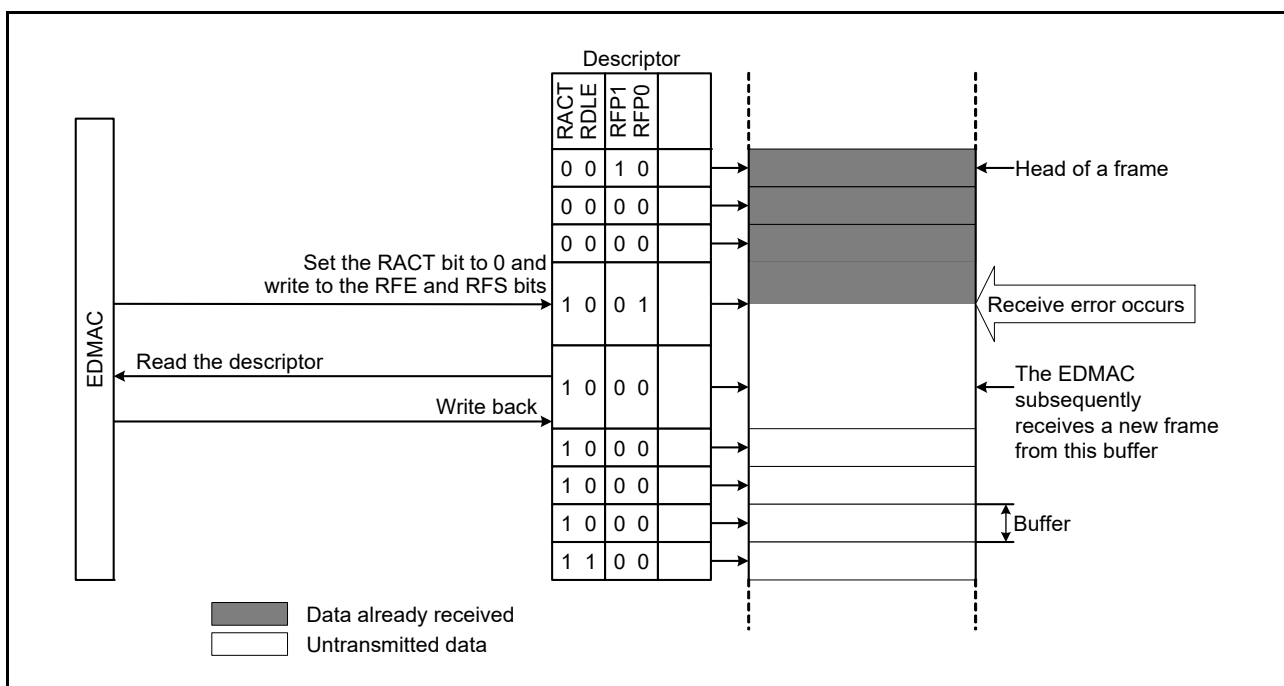 Descriptor
RACT
RDLE
RFP1
RFP0
0 0 1 0
Head of a frame
0 0 0 0
0 0 0 0
Set the RACT bit to 0 and
write to the RFE and RFS bits
1 0 0 1
Receive error occurs
EDMAC
Read the descriptor
1 0 0 0
Write back
The EDMAC
subsequently
receives a new frame
from this buffer
1 0 0 0
1 0 0 0
1 0 0 0
Buffer
1 1 0 0
Data already received
Untransmitted data